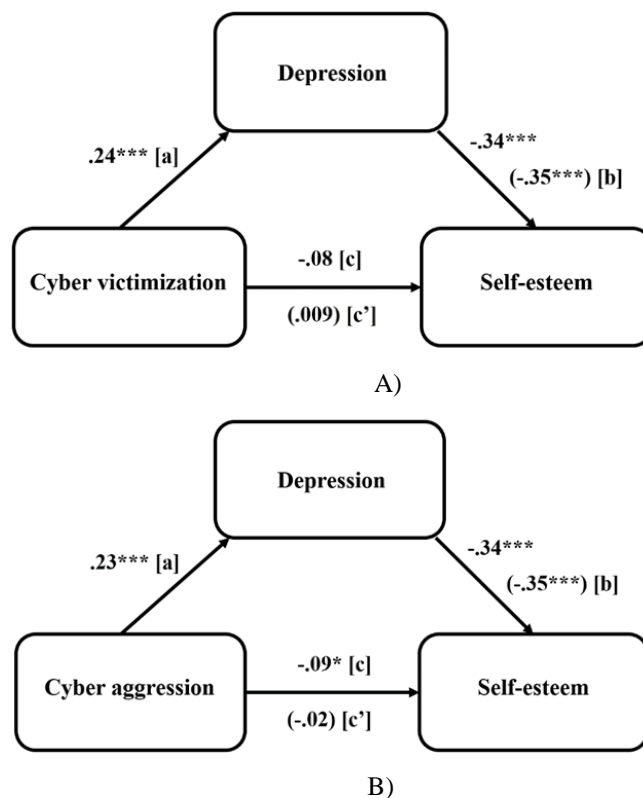 Depression
.24*** [a]
-.34***
(-.35***) [b]
Cyber victimization
-.08 [c]
(.009) [c’]
Self-esteem
A)
Depression
.23*** [a]
-.34***
(-.35***) [b]
Cyber aggression
-.09* [c]
(-.02) [c’]
Self-esteem
B)